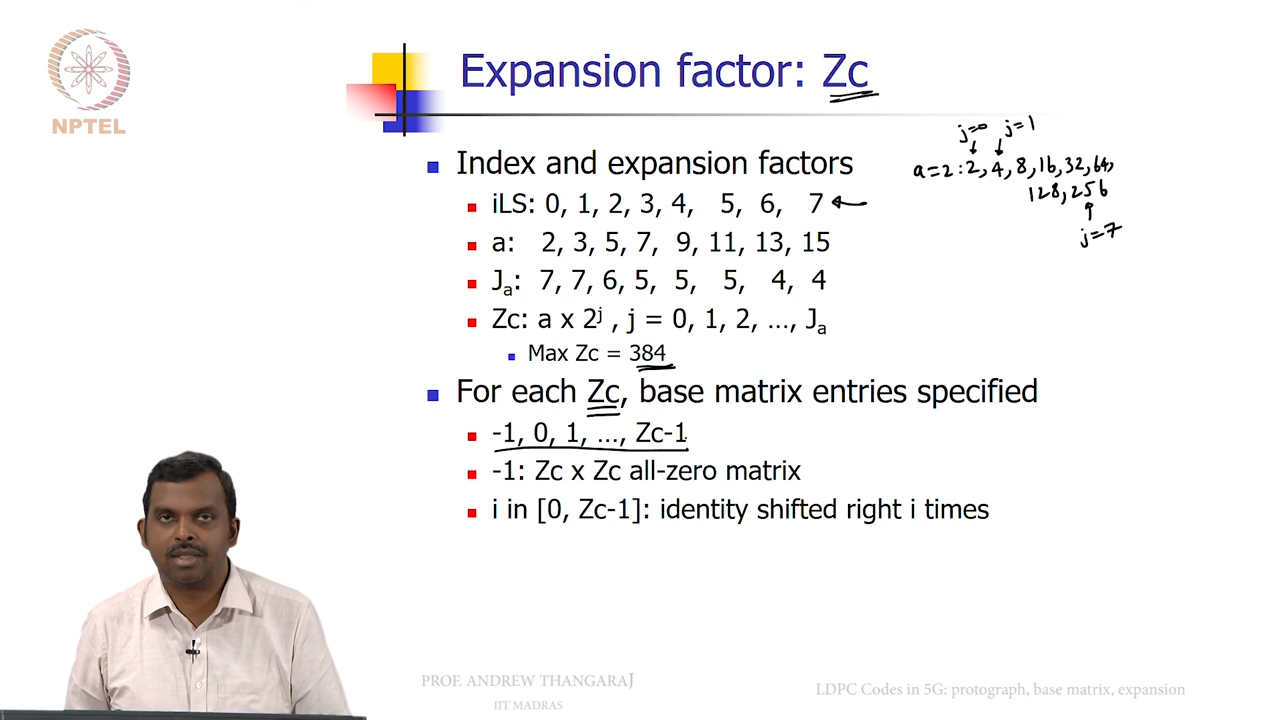 NPTEL
Expansion factor: Zc
j=0 j=1
a=2:2,4,8,16,32,64,
128,256
j=7
Index and expansion factors
iLS: 0, 1, 2, 3, 4, 5, 6, 7
a: 2, 3, 5, 7, 9, 11, 13, 15
Ja: 7, 7, 6, 5, 5, 5, 4, 4
Zc: a x 2^j , j = 0, 1, 2, …, Ja
Max Zc = 384
For each Zc, base matrix entries specified
-1, 0, 1, …, Zc-1
-1: Zc x Zc all-zero matrix
i in [0, Zc-1]: identity shifted right i times
PROF. ANDREW THANGARAJ
IIT MADRAS
LDPC Codes in 5G: protograph, base matrix, expansion